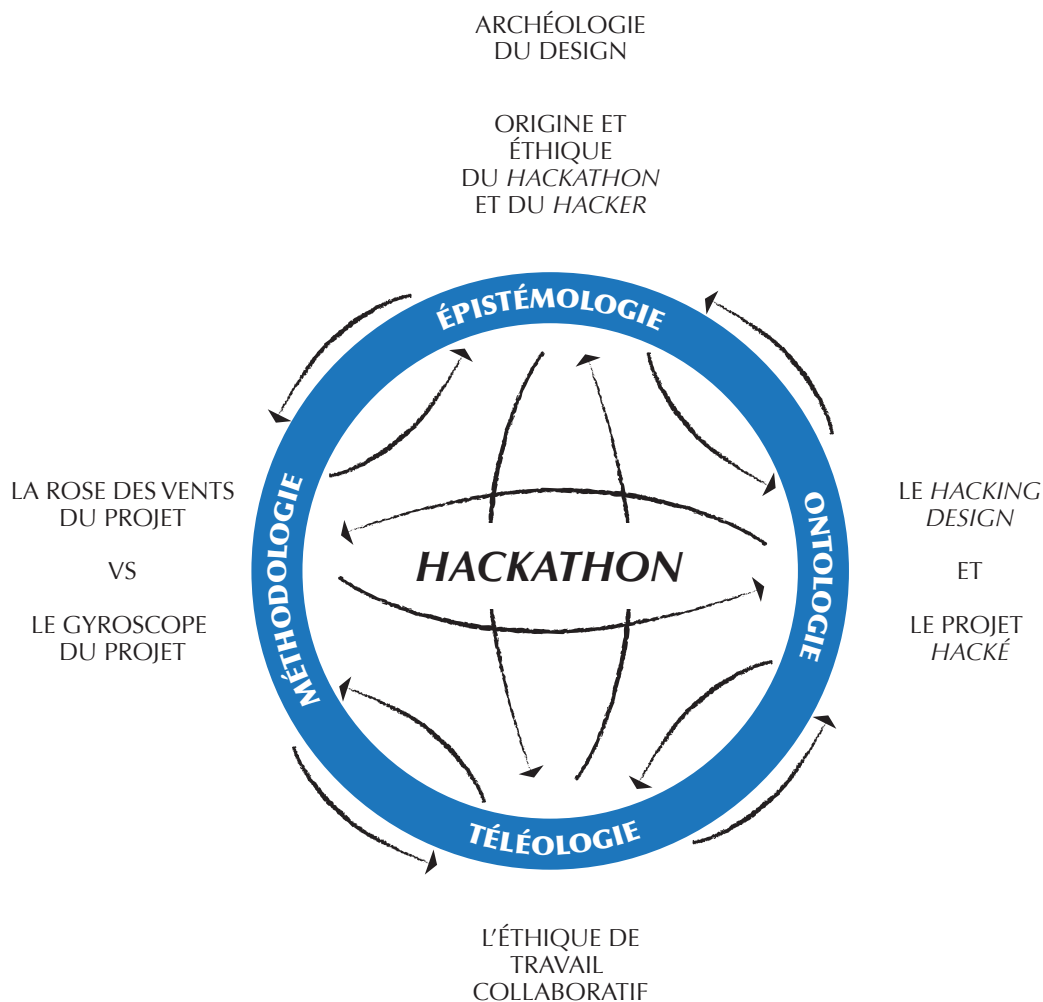 ARCHÉOLOGIE
DU DESIGN
ORIGINE ET
ÉTHIQUE
DU HACKATHON
ET DU HACKER
ÉPISTÉMOLOGIE
LA ROSE DES VENTS
DU PROJET
VS
LE GYROSCOPE
DU PROJET
MÉTHODOLOGIE
HACKATHON
ONTOLOGIE
LE HACKING
DESIGN
ET
LE PROJET
HACKÉ
TÉLÉOLOGIE
L'ÉTHIQUE DE
TRAVAIL
COLLABORATIF